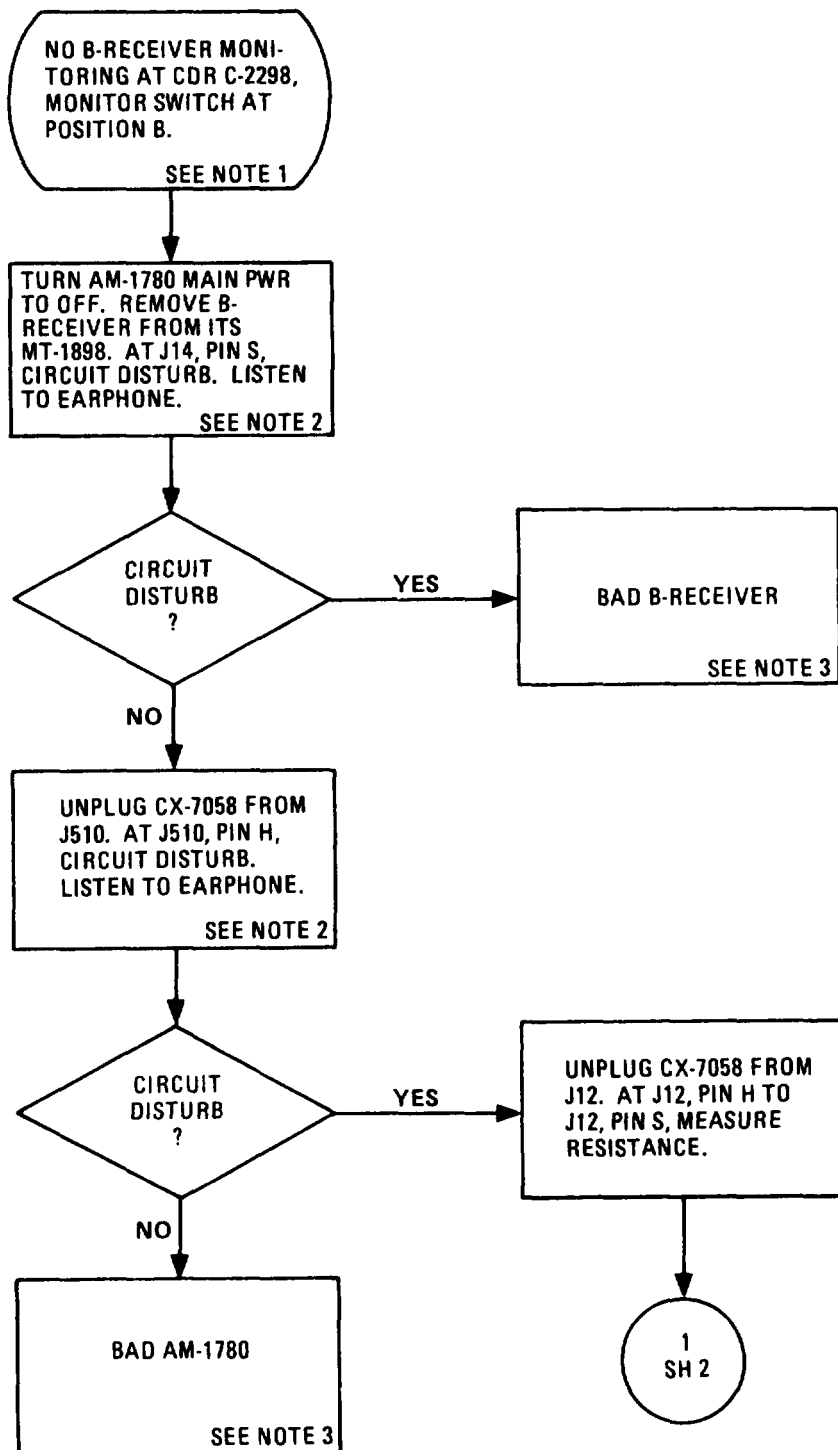 NO B-RECEIVER MONI-
TORING AT CDR C-2298,
MONITOR SWITCH AT
POSITION B.
SEE NOTE 1
TURN AM-1780 MAIN PWR
TO OFF. REMOVE B-
RECEIVER FROM ITS
MT-1898. AT J14, PIN S,
CIRCUIT DISTURB. LISTEN
TO EARPHONE.
SEE NOTE 2
CIRCUIT
DISTURB
?
YES
BAD B-RECEIVER
SEE NOTE 3
NO
UNPLUG CX-7058 FROM
J510. AT J510, PIN H,
CIRCUIT DISTURB.
LISTEN TO EARPHONE.
SEE NOTE 2
CIRCUIT
DISTURB
?
YES
UNPLUG CX-7058 FROM
J12. AT J12, PIN H TO
J12, PIN S, MEASURE
RESISTANCE.
NO
BAD AM-1780
SEE NOTE 3
1
SH 2